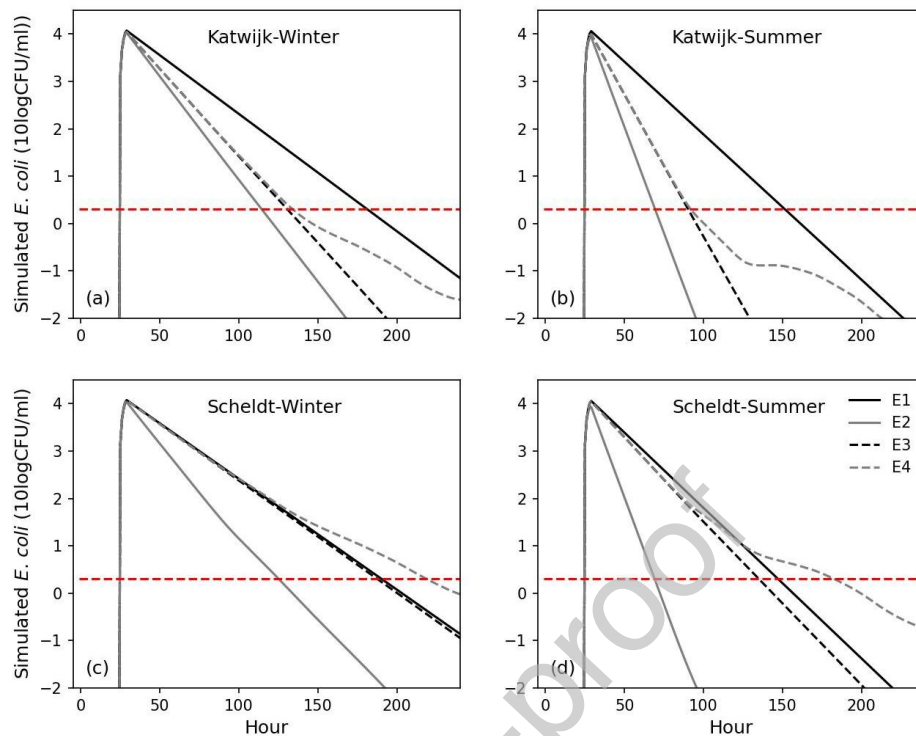 Katwijk-Winter
Katwijk-Summer
Simulated E. coli (10logCFU/ml))
4
3
2
1
0
−1
−2
(a)
0
50
100
150
200
4
3
2
1
0
−1
−2
(b)
0
50
100
150
200
Scheldt-Winter
Scheldt-Summer
Simulated E. coli (10logCFU/ml))
4
3
2
1
0
−1
−2
(c)
0
50
100
150
200
Hour
4
3
2
1
0
−1
−2
(d)
0
50
100
150
200
Hour
E1
E2
E3
E4
proof